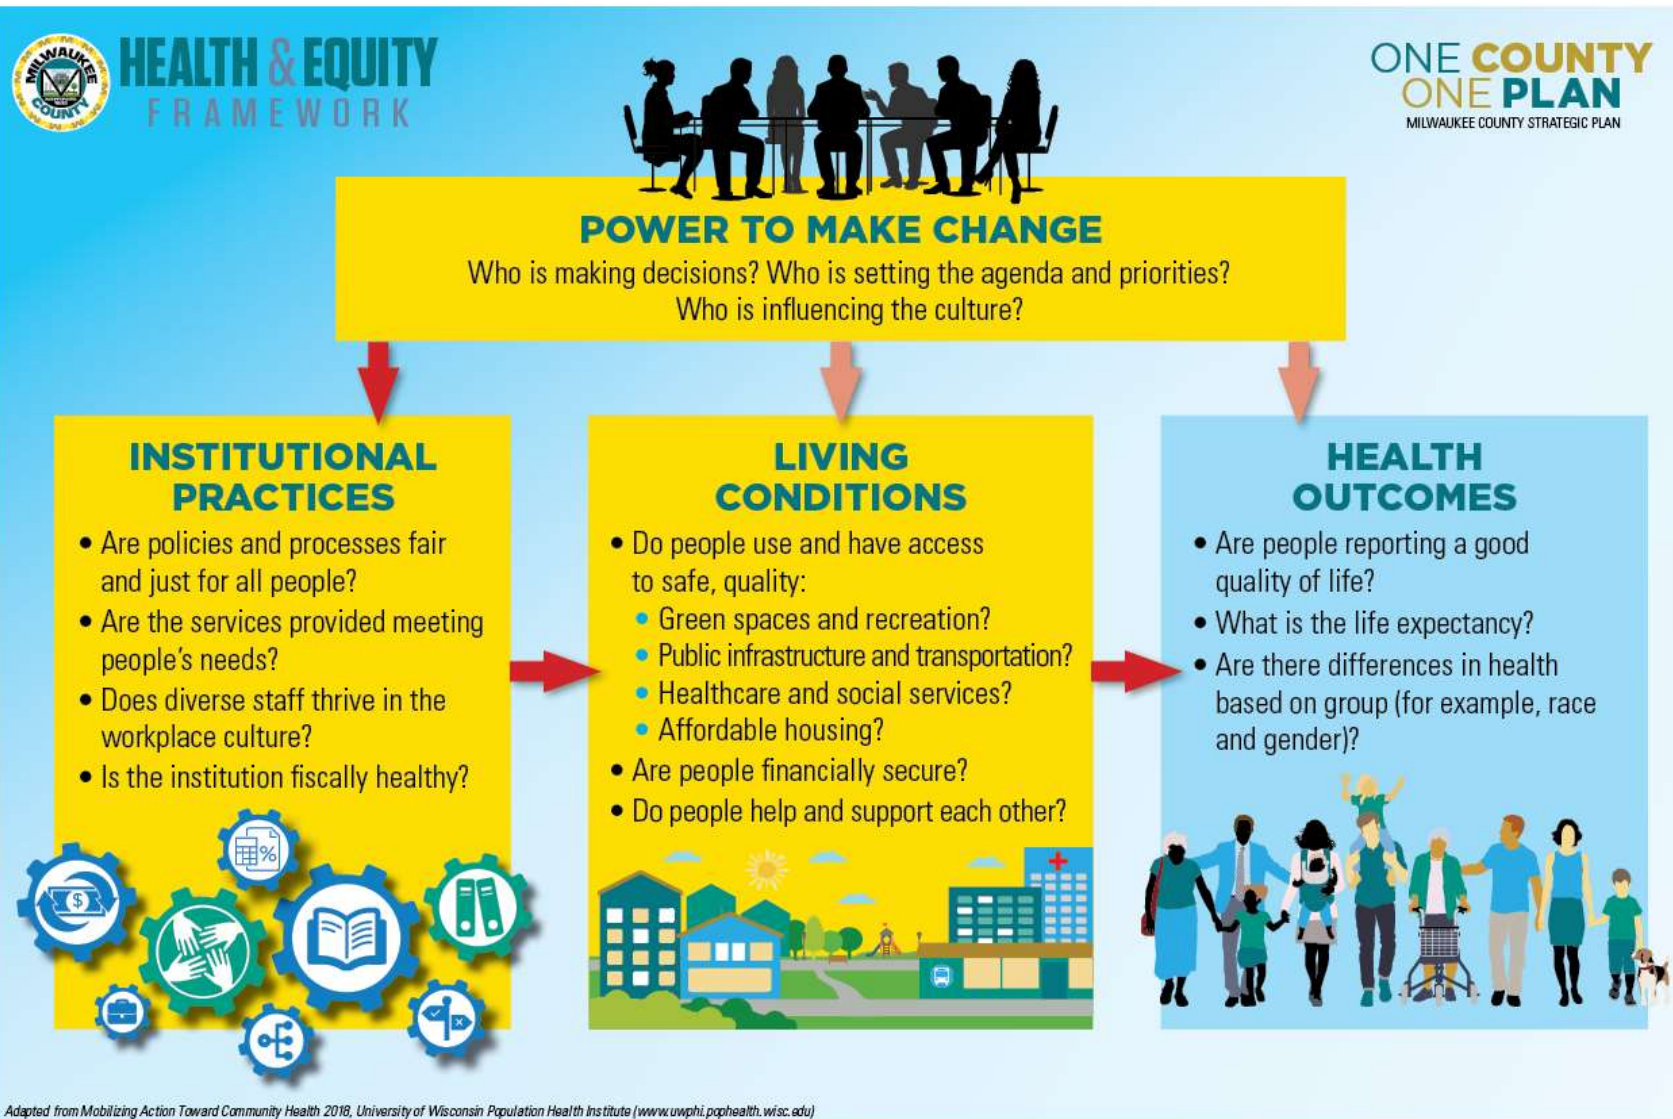 MILWAUKEE
COUNTY
HEALTH & EQUITY
FRAMEWORK
ONE COUNTY
ONE PLAN
MILWAUKEE COUNTY STRATEGIC PLAN
POWER TO MAKE CHANGE
Who is making decisions? Who is setting the agenda and priorities?
Who is influencing the culture?
INSTITUTIONAL
PRACTICES
• Are policies and processes fair
and just for all people?
• Are the services provided meeting
people's needs?
• Does diverse staff thrive in the
workplace culture?
• Is the institution fiscally healthy?
%
$
LIVING
CONDITIONS
• Do people use and have access
to safe, quality:
• Green spaces and recreation?
• Public infrastructure and transportation?
• Healthcare and social services?
• Affordable housing?
• Are people financially secure?
• Do people help and support each other?
HEALTH
OUTCOMES
• Are people reporting a good
quality of life?
• What is the life expectancy?
• Are there differences in health
based on group (for example, race
and gender)?
Adapted from Mobilizing Action Toward Community Health 2018, University of Wisconsin Population Health Institute (www.uwphi.pophealth.wisc.edu)